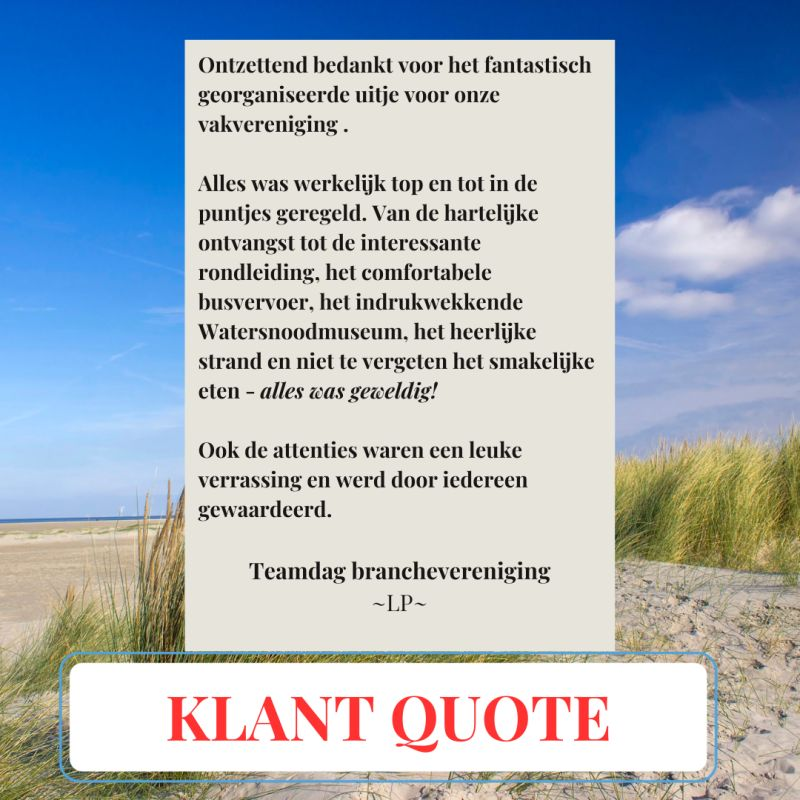 Ontzettend bedankt voor het fantastisch
georganiseerde uitje voor onze
vakvereniging .
Alles was werkelijk top en tot in de
puntjes geregeld. Van de hartelijke
ontvangst tot de interessante
rondleiding, het comfortabele
busvervoer, het indrukwekkende
Watersnoodmuseum, het heerlijke
strand en niet te vergeten het smakelijke
eten - alles was geweldig!
Ook de attenties waren een leuke
verrassing en werd door iedereen
gewaardeerd.
Teamdag branchevereniging
~LP~
KLANT QUOTE